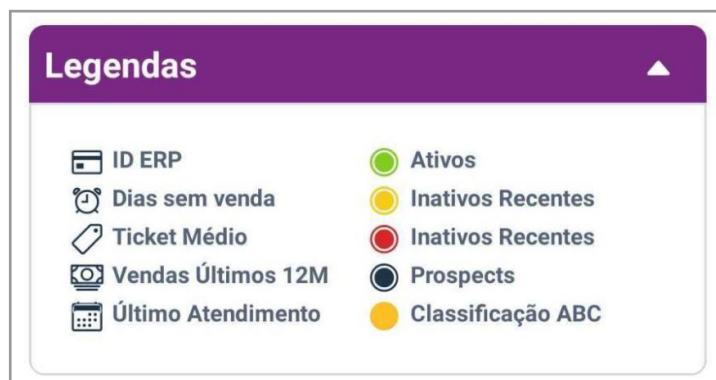 Legendas
ID ERP
Dias sem venda
Ticket Médio
Vendas Últimos 12M
Último Atendimento
Ativos
Inativos Recentes
Inativos Recentes
Prospects
Classificação ABC